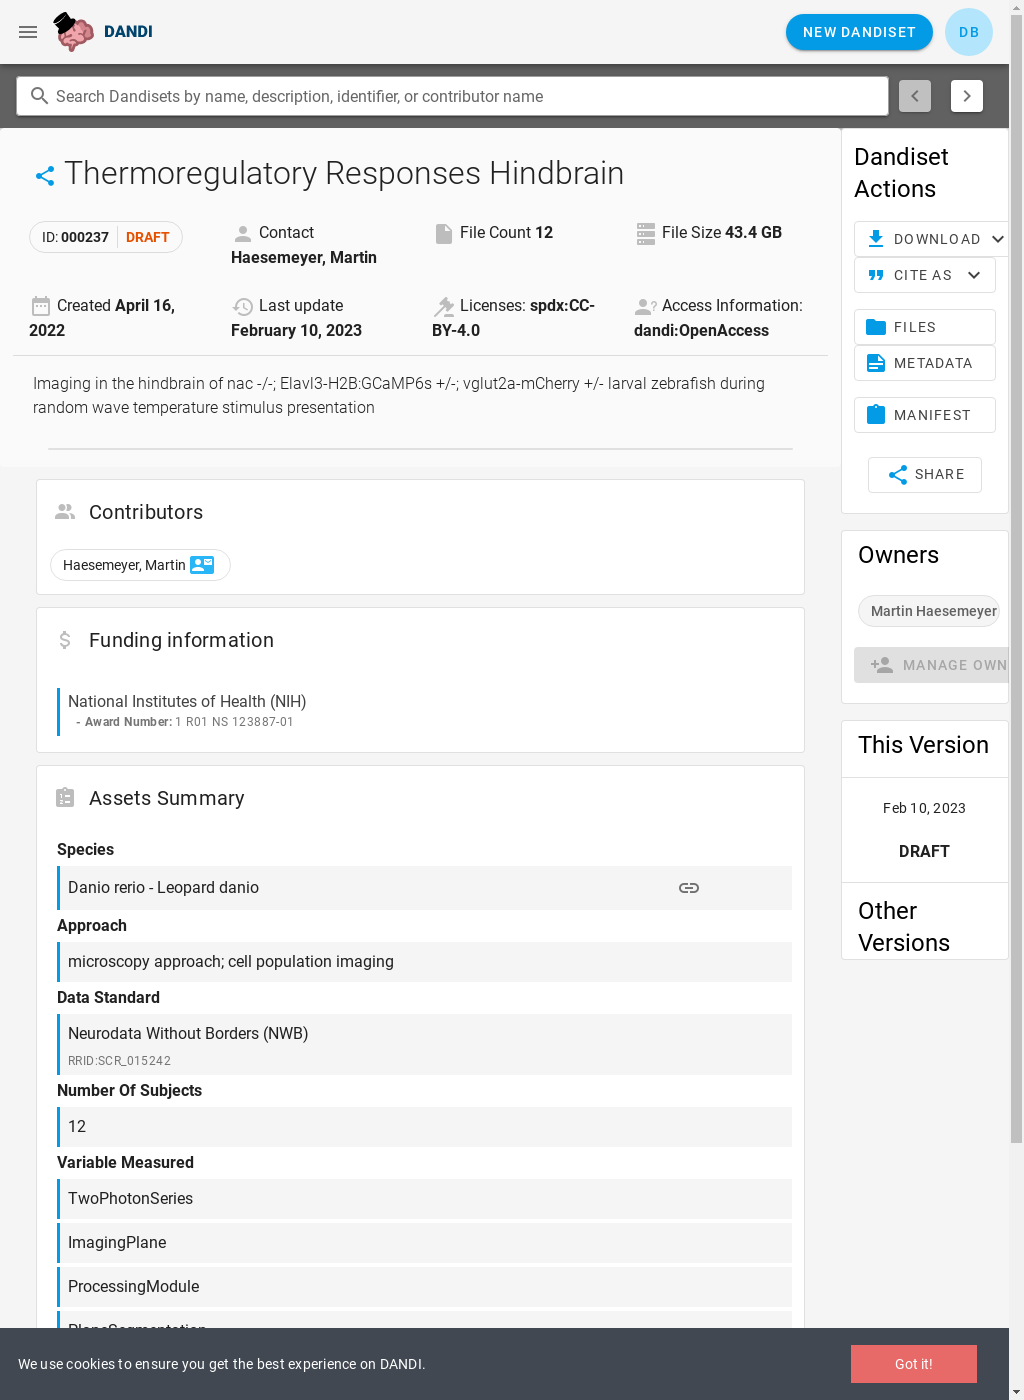 DANDI
NEW DANDISET
DB
Search Dandisets by name, description, identifier, or contributor name
Thermoregulatory Responses Hindbrain
ID: 000237 DRAFT
Contact
Haesemeyer, Martin
File Count 12
File Size 43.4 GB
Created April 16,
2022
Last update
February 10, 2023
Licenses: spdx:CC-
BY-4.0
Access Information:
dandi:OpenAccess
Imaging in the hindbrain of nac -/-; Elavl3-H2B:GCaMP6s +/-; vglut2a-mCherry +/- larval zebrafish during
random wave temperature stimulus presentation
Contributors
Haesemeyer, Martin
Funding information
National Institutes of Health (NIH)
- Award Number: 1 R01 NS 123887-01
Assets Summary
Species
Danio rerio - Leopard danio
Approach
microscopy approach; cell population imaging
Data Standard
Neurodata Without Borders (NWB)
RRID:SCR_015242
Number Of Subjects
12
Variable Measured
TwoPhotonSeries
ImagingPlane
ProcessingModule
Dandiset
Actions
DOWNLOAD
CITE AS
FILES
METADATA
MANIFEST
SHARE
Owners
Martin Haesemeyer
MANAGE OWN
This Version
Feb 10, 2023
DRAFT
Other
Versions
We use cookies to ensure you get the best experience on DANDI.
Got it!